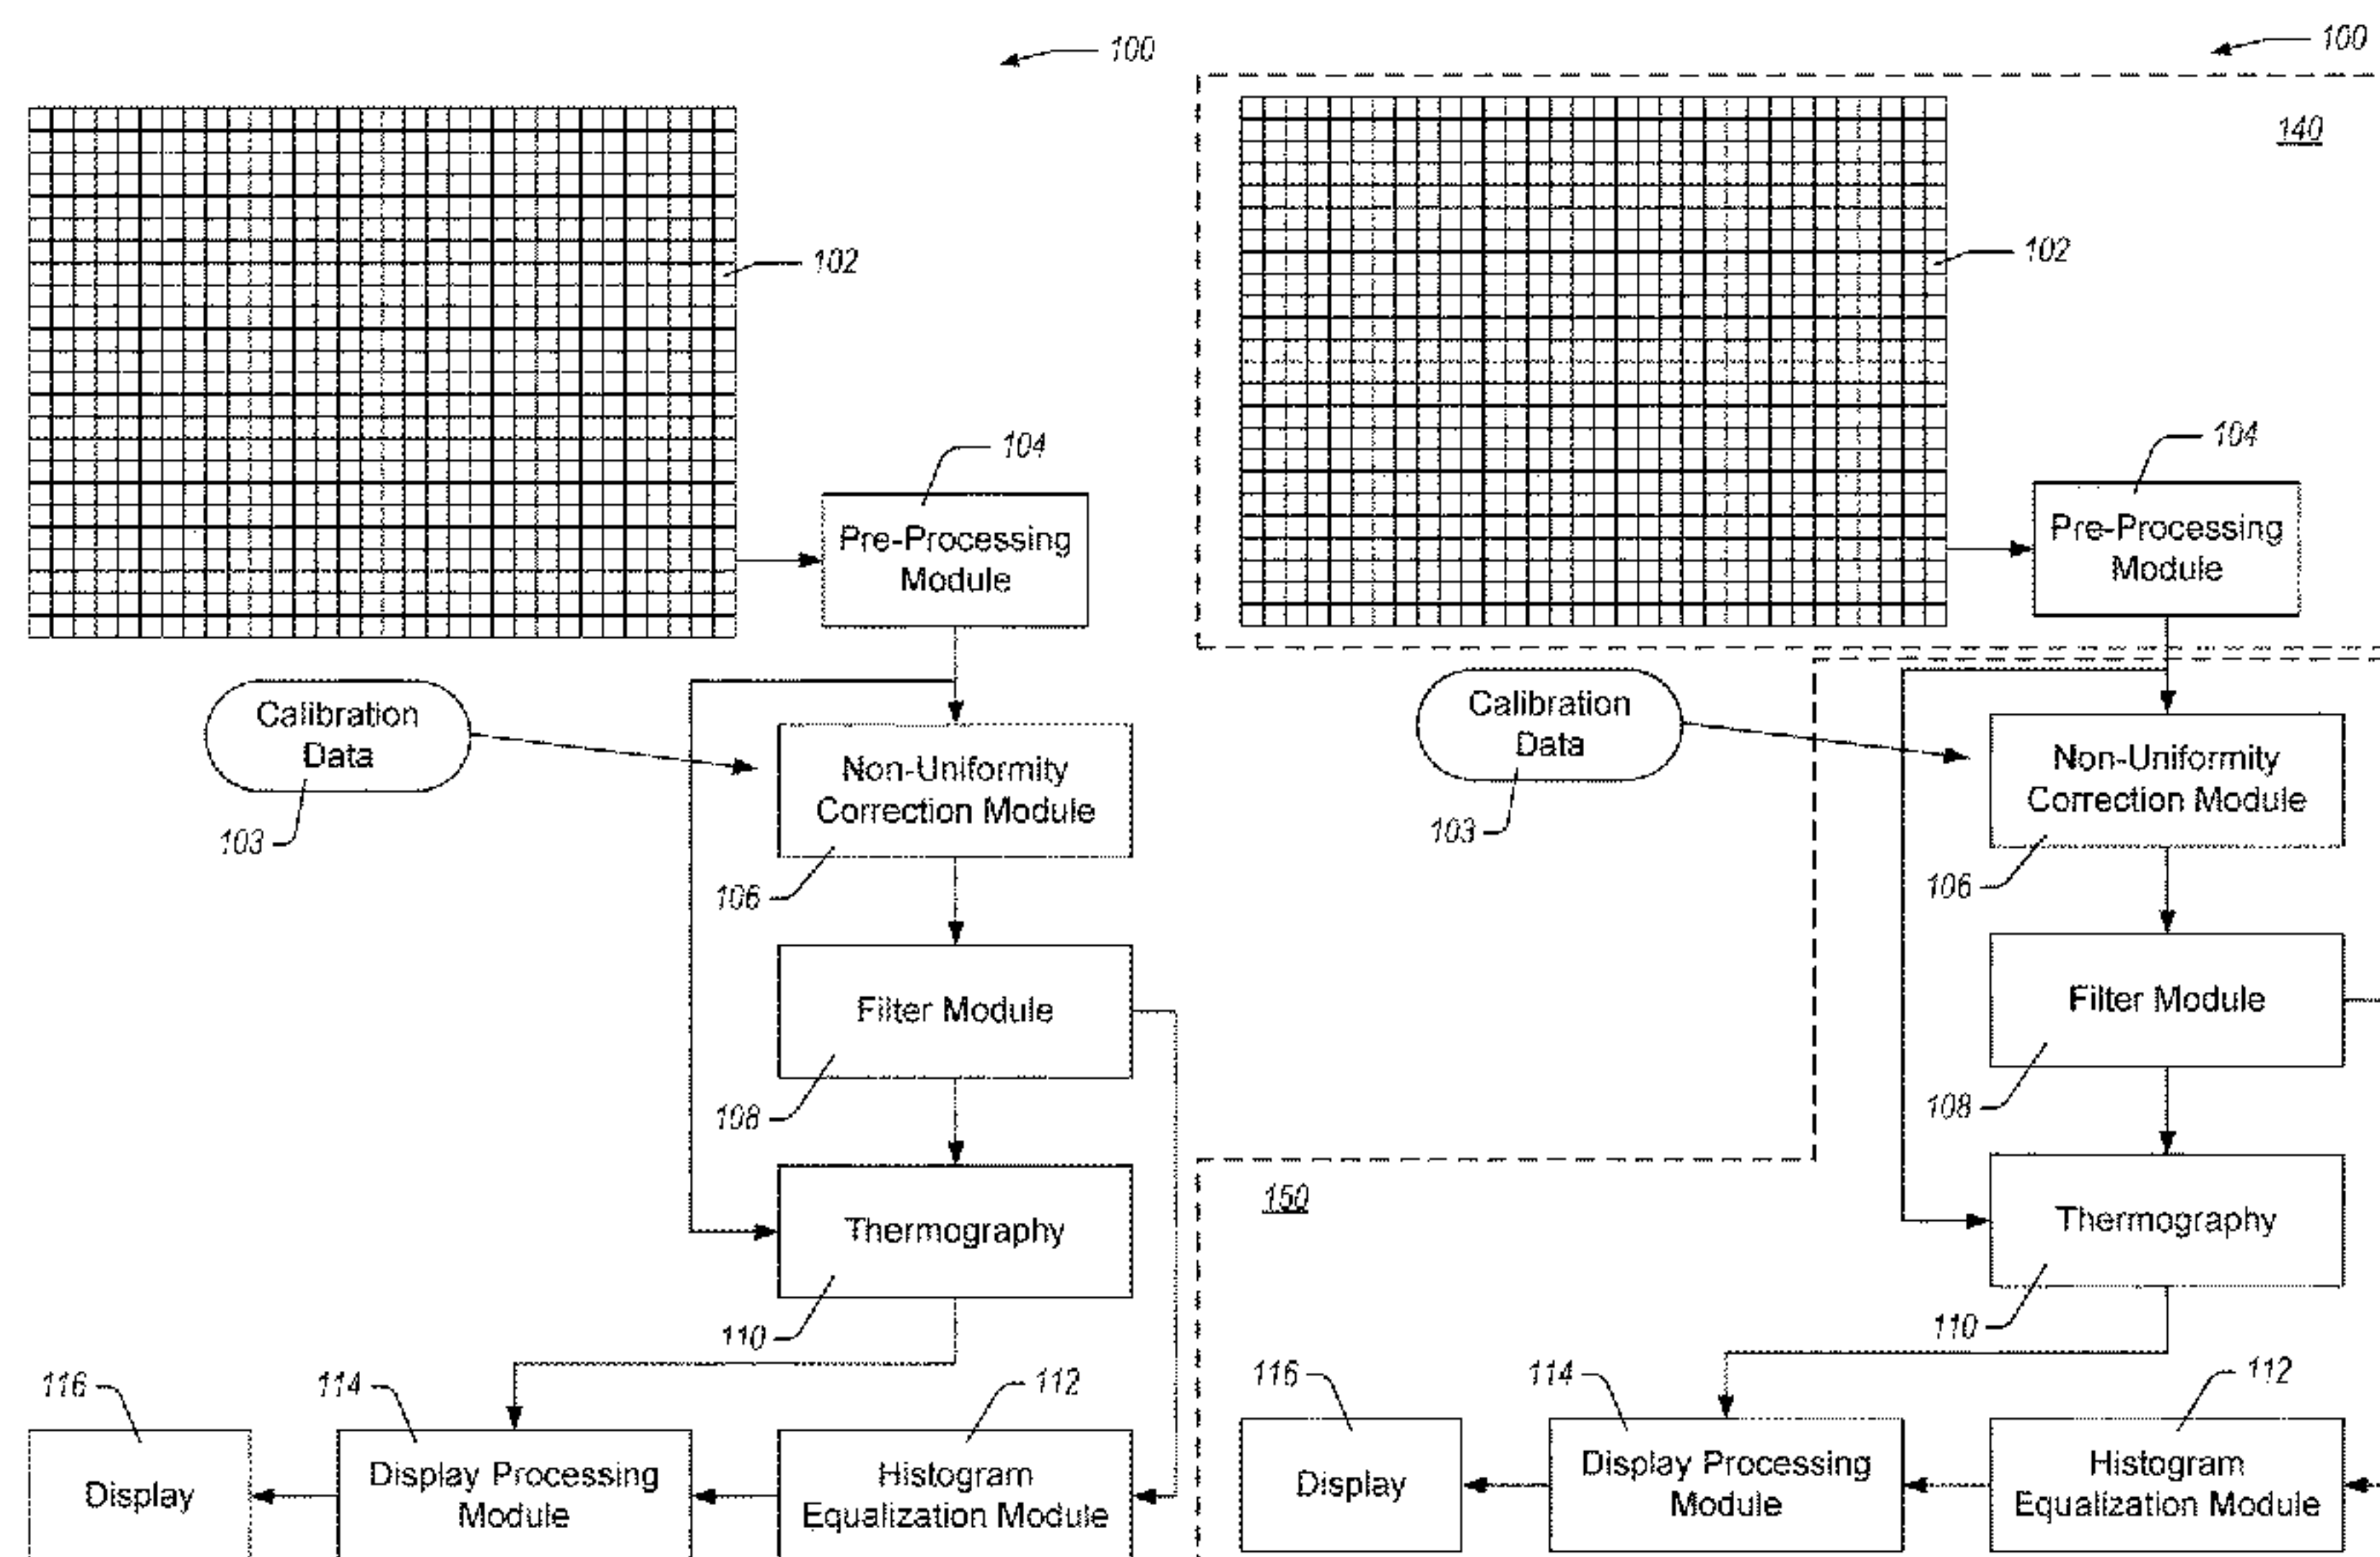 100
102
104
Pre-Processing
Module
Calibration
Data
103
Non-Uniformity
Correction Module
106
Filter Module
108
Thermography
110
116
114
112
Display
Display Processing
Module
Histogram
Equalization Module
100
140
102
104
Pre-Processing
Module
Calibration
Data
103
Non-Uniformity
Correction Module
106
Filter Module
108
150
Thermography
110
116
114
112
Display
Display Processing
Module
Histogram
Equalization Module